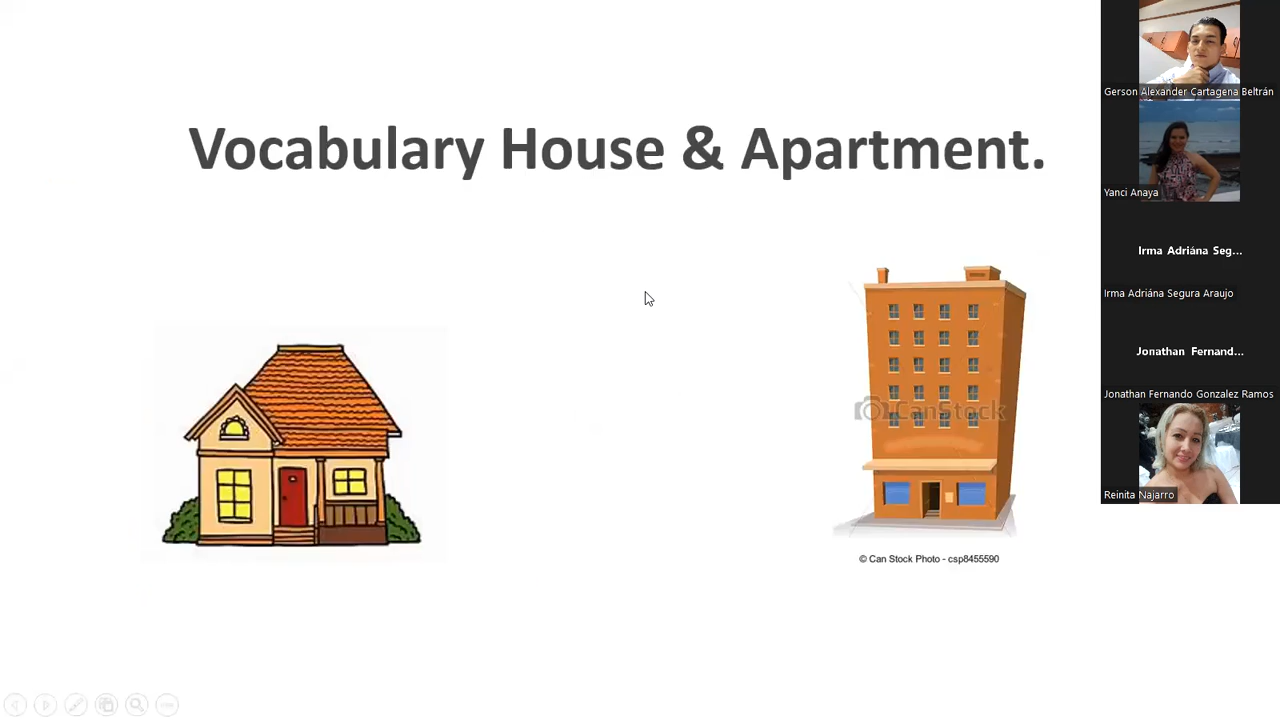 Vocabulary House & Apartment.
CanStock
© Can Stock Photo - csp8455590
Gerson Alexander Cartagena Beltrán
Yanci Anaya
Irma Adriána Seg...
Irma Adriána Segura Araujo
Jonathan Fernand...
Jonathan Fernando Gonzalez Ramos
Reinita Najarro